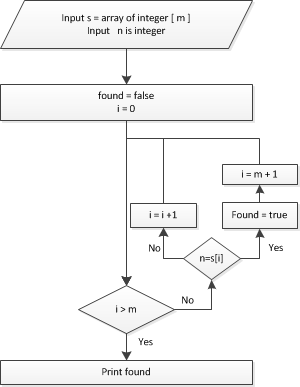 Input s = array of integer [ m ]
Input n is integer
found = false
i = 0
i = m + 1
i = i +1
Found = true
No
n=s[i]
Yes
i > m
No
Yes
Print found